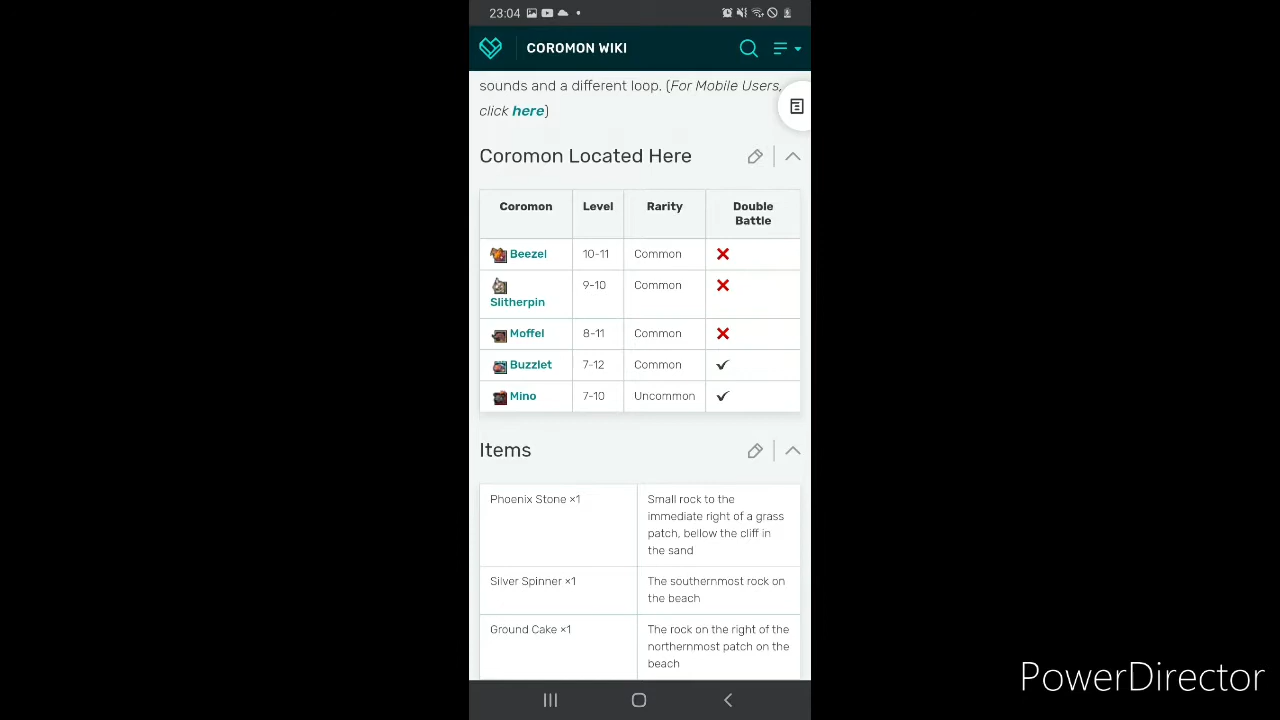 23:04
COROMON WIKI
sounds and a different loop. (For Mobile Users,
click here)
Coromon Located Here
Coromon Level Rarity Double
Battle
Beezel 10-11 Common
Slitherpin 9-10 Common
Moffel 8-11 Common
Buzzlet 7-12 Common
Mino 7-10 Uncommon
Items
Phoenix Stone ×1 Small rock to the
immediate right of a grass
patch, bellow the cliff in
the sand
Silver Spinner ×1 The southernmost rock on
the beach
Ground Cake ×1 The rock on the right of the
northernmost patch on the
beach
PowerDirector